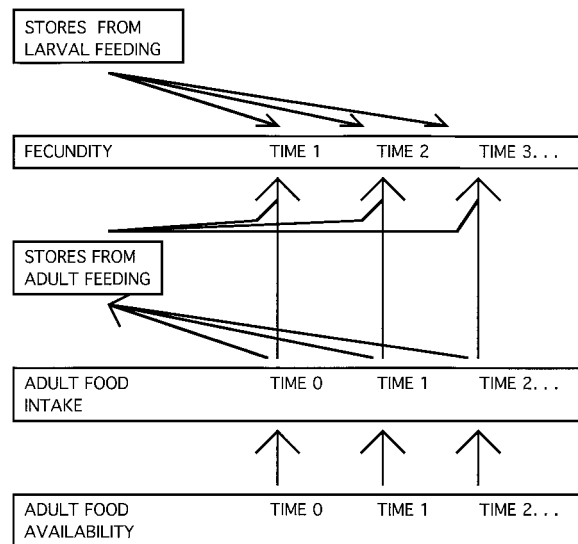 STORES FROM
LARVAL FEEDING
FECUNDITY TIME 1 TIME 2 TIME 3. . .
STORES FROM
ADULT FEEDING
ADULT FOOD TIME 0 TIME 1 TIME 2. . .
INTAKE
ADULT FOOD TIME 0 TIME 1 TIME 2. . .
AVAILABILITY